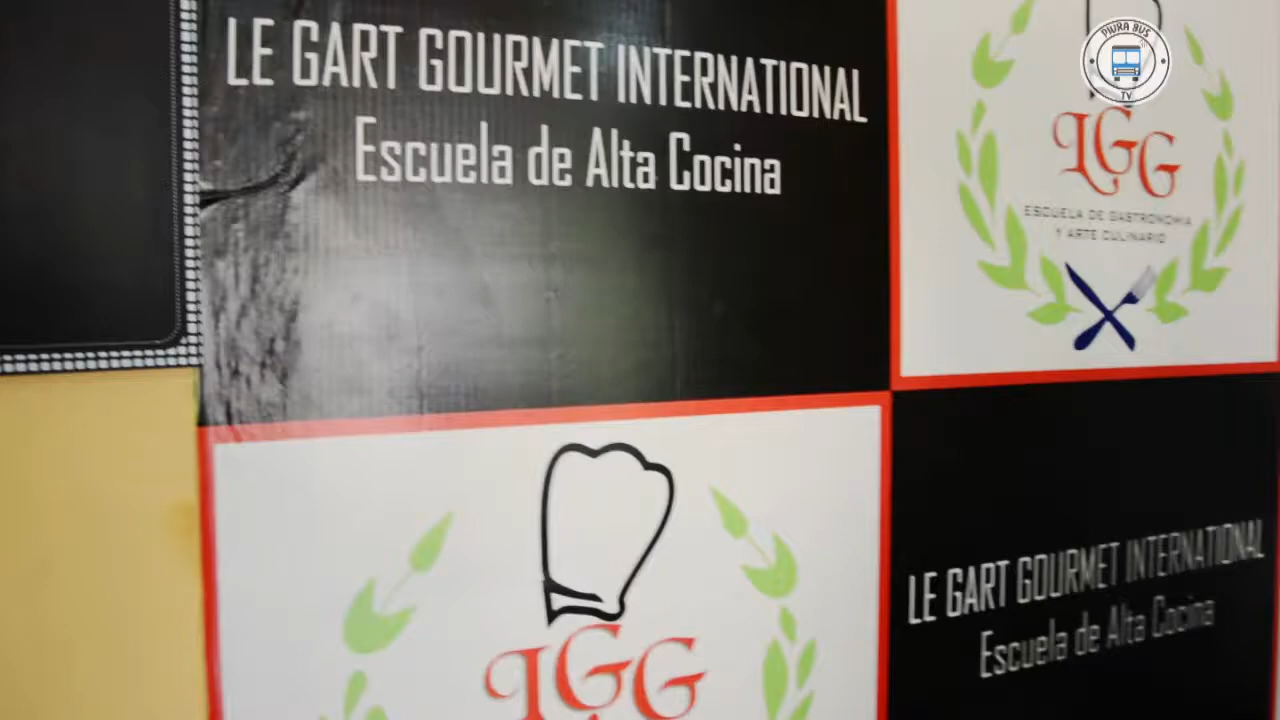 LE GART GOURMET INTERNATIONAL
Escuela de Alta Cocina
PIURA BUS
TV
LGG
ESCUELA DE GASTRONOMIA
Y ARTE CULINARIO
LGG
LE GART GOURMET INTERNATIONAL
Escuela de Alta Cocina